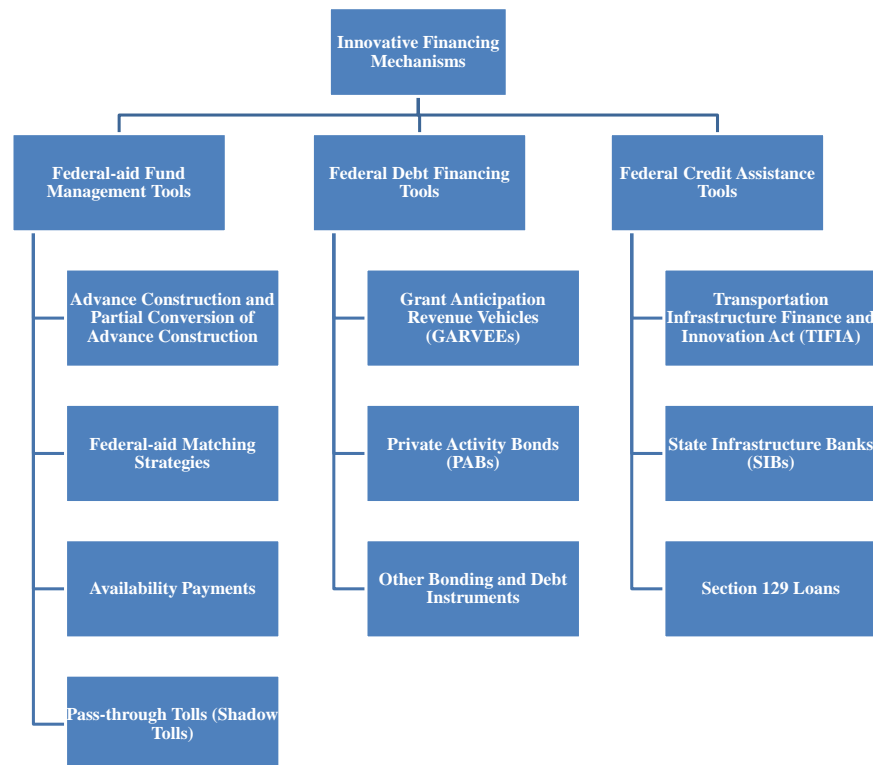 Innovative Financing
Mechanisms
Federal-aid Fund
Management Tools
Advance Construction and
Partial Conversion of
Advance Construction
Federal-aid Matching
Strategies
Availability Payments
Pass-through Tolls (Shadow
Tolls)
Federal Debt Financing
Tools
Grant Anticipation
Revenue Vehicles
(GARVEEs)
Private Activity Bonds
(PABs)
Other Bonding and Debt
Instruments
Federal Credit Assistance
Tools
Transportation
Infrastructure Finance and
Innovation Act (TIFIA)
State Infrastructure Banks
(SIBs)
Section 129 Loans